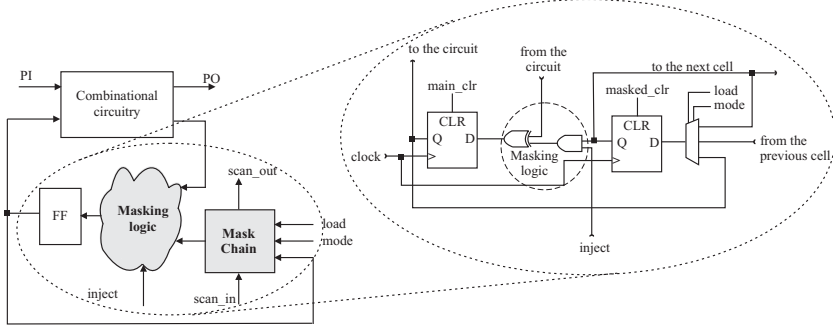 PI
PO
Combinational
circuitry
scan_out
FF
Masking
logic
Mask
Chain
load
mode
inject
scan_in
to the circuit
from the
circuit
to the next cell
main_clr
masked_clr
load
mode
CLR
Q
D
CLR
Q
D
clock
Masking
logic
from the
previous cell
inject